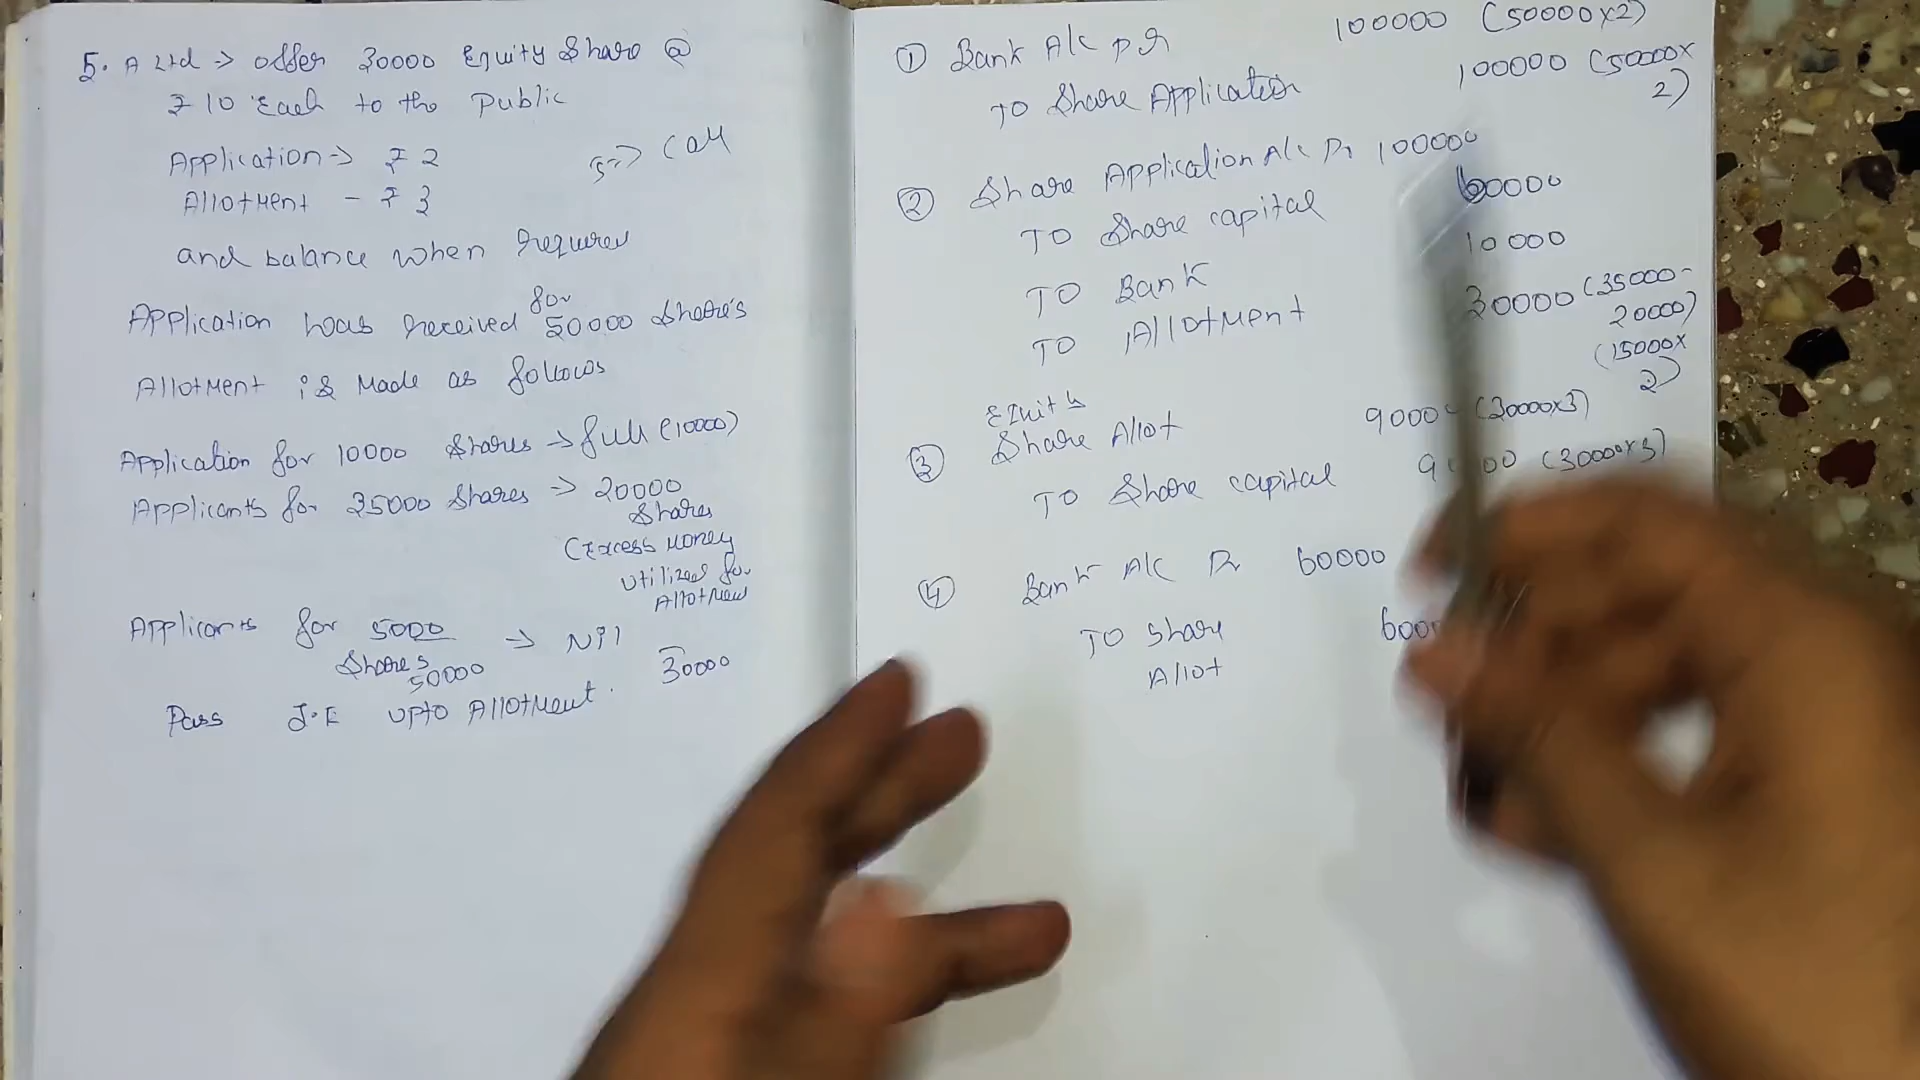 5. A Ltd → offer 30000 Equity Share @
₹ 10 Each to the Public
Application → ₹ 2
5 → Call
Allotment - ₹ 3
and balance when required
Application hoas received for 50000 Share's
Allotment is Made as follows
Application for 10000 Shares → full (10000)
Applicants for 35000 Shares → 20000
Shares
(Excess Money
utilized for
Allotment
Applicants for 5000 → Nil
Shares
50000
30000
Pass J.E upto Allotment.
① Bank A/c Dr 100000 (50000x2)
To Share Application 100000 (50000x
2)
② Share Application A/c Dr 100000
To Share capital 60000
To Bank 10000
To Allotment 30000 (35000-
20000)
(15000x
2)
Equity
③ Share Allot (30000x3)
To Share capital (30000x3)
④ Bank A/c Dr 60000
To Share
Allot